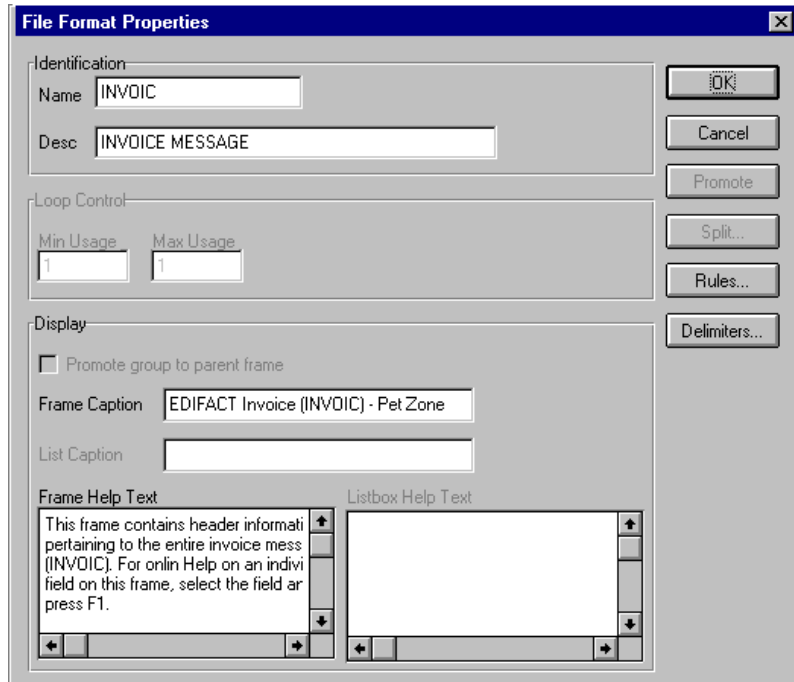 File Format Properties
Identification
Name INVOIC
Desc INVOICE MESSAGE
OK
Cancel
Promote
Split...
Rules...
Delimiters...
Loop Control
Min Usage Max Usage
1 1
Display
Promote group to parent frame
Frame Caption EDIFACT Invoice (INVOIC) - Pet Zone
List Caption
Frame Help Text Listbox Help Text
This frame contains header informati
pertaining to the entire invoice mess
(INVOIC). For onlin Help on an indivi
field on this frame, select the field ar
press F1.